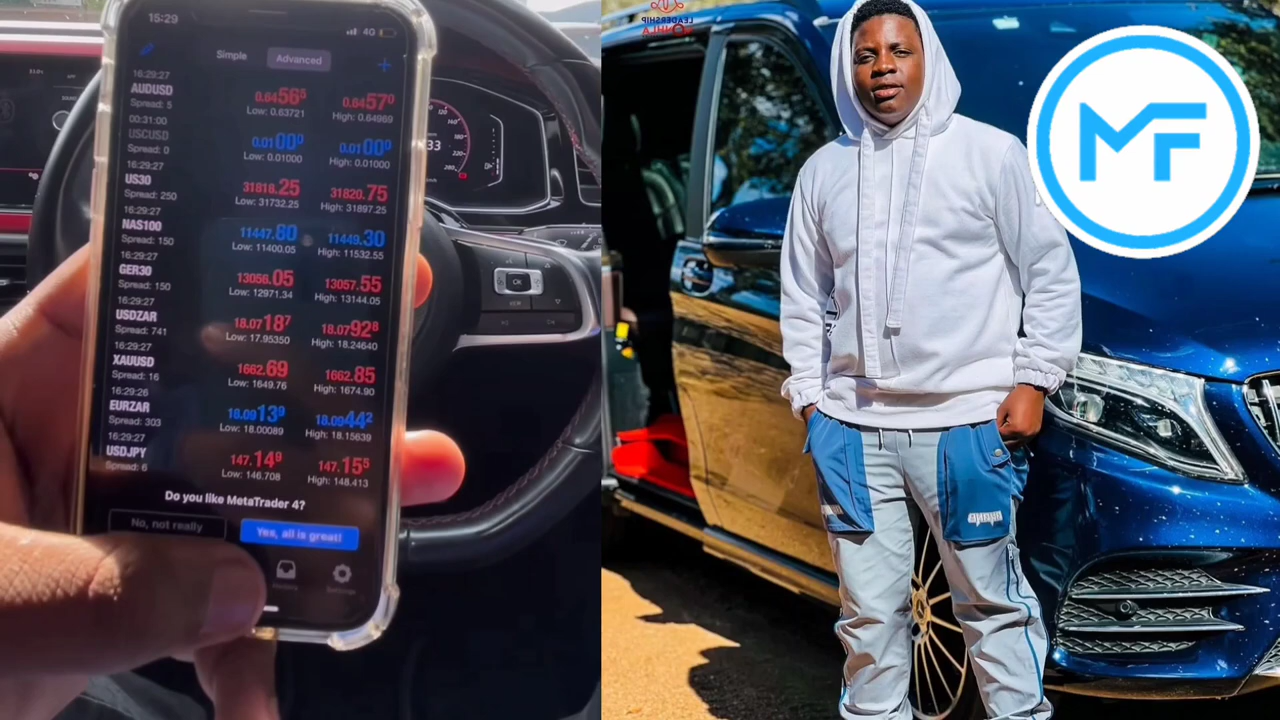 15:29
4G
Simple Advanced
16:29:27
AUDUSD 0.6456⁵ 0.6457⁰
Spread: 5 Low: 0.63721 High: 0.64969
00:31:00
USCUSD 0.0100⁰ 0.0100⁰
Spread: 0 Low: 0.01000 High: 0.01000
16:29:27
US30 31818.25 31820.75
Spread: 250 Low: 31732.25 High: 31897.25
16:29:27
NAS100 11447.80 11449.30
Spread: 150 Low: 11400.05 High: 11532.55
16:29:27
GER30 13056.05 13057.55
Spread: 150 Low: 12971.34 High: 13144.05
16:29:27
USDZAR 18.0718⁷ 18.0792⁸
Spread: 741 Low: 17.95350 High: 18.24640
16:29:27
XAUUSD 1662.69 1662.85
Spread: 16 Low: 1649.76 High: 1674.90
16:29:26
EURZAR 18.0913⁹ 18.0944²
Spread: 303 Low: 18.00089 High: 18.15639
16:29:27
USDJPY 147.14⁹ 147.15⁵
Spread: 6 Low: 146.708 High: 148.413
Do you like MetaTrader 4?
No, not really Yes, all is great!
Settings
OK
LEADERSHIP
MF